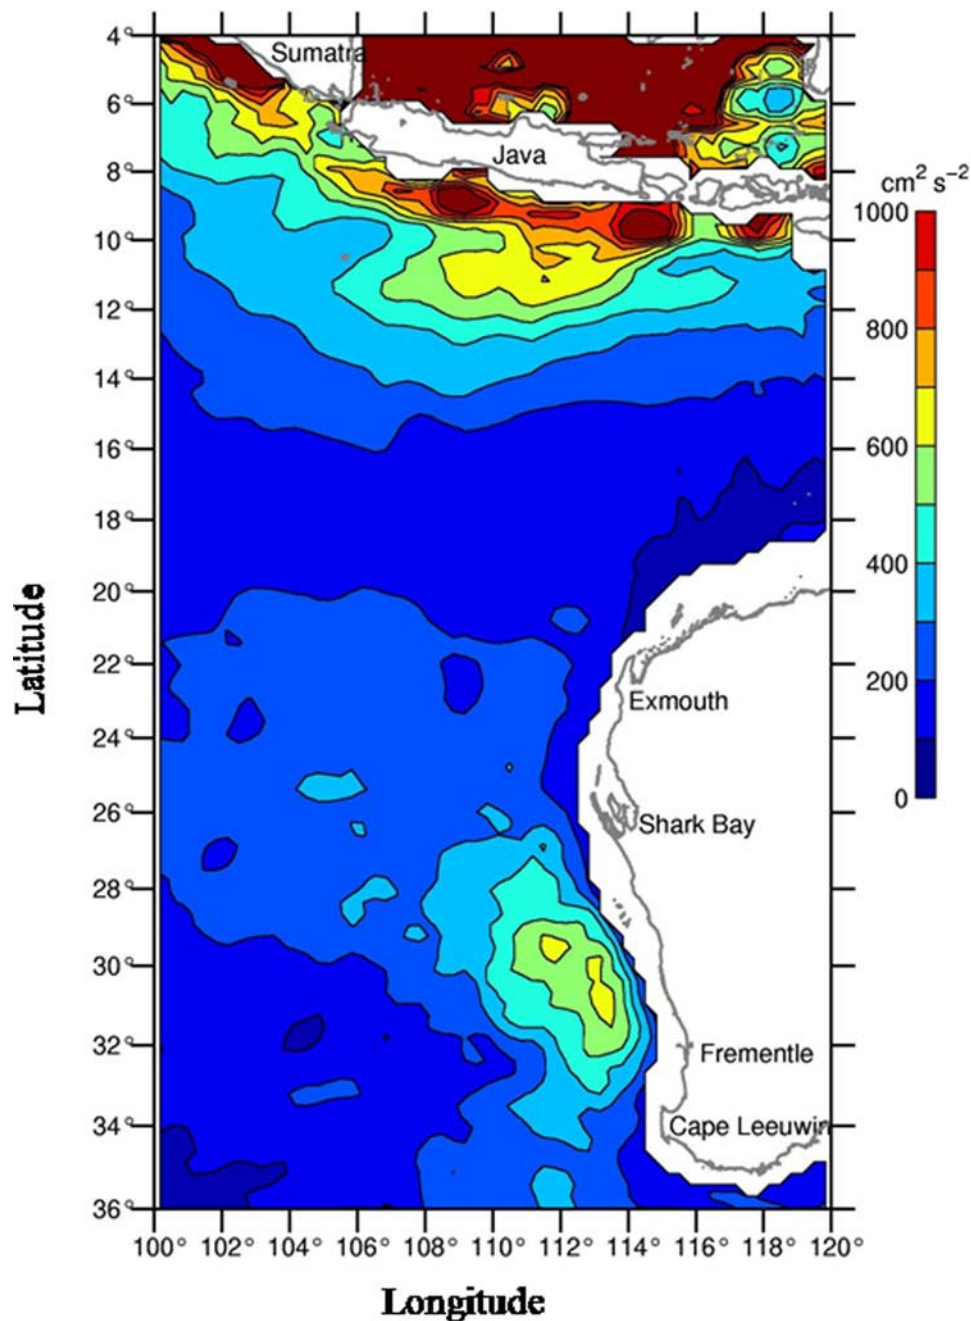 4°
Sumatra
6°
Java
8°
cm² s⁻²
1000
10°
12°
800
14°
16°
600
18°
400
20°
22°
200
Exmouth
24°
0
26°
Shark Bay
28°
30°
32°
Frementle
34°
Cape Leeuwin
36°
Latitude
100° 102° 104° 106° 108° 110° 112° 114° 116° 118° 120°
Longitude